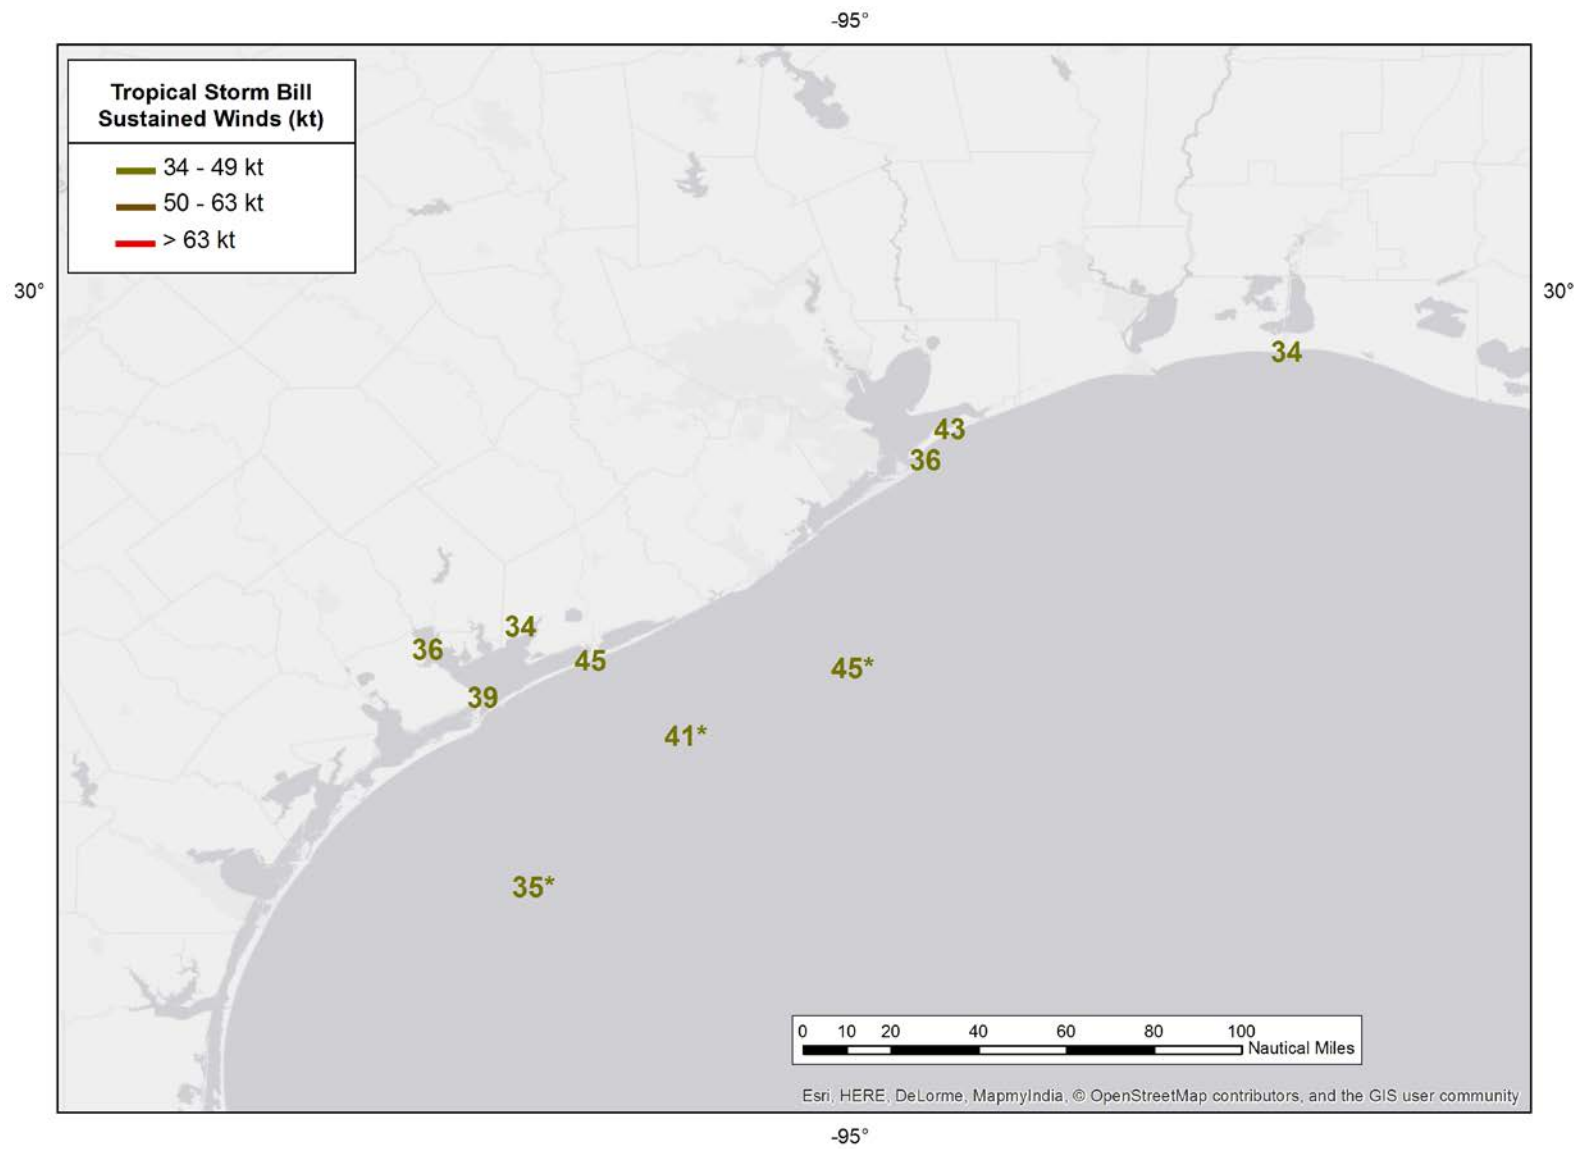 -95°
Tropical Storm Bill
Sustained Winds (kt)
34 - 49 kt
50 - 63 kt
> 63 kt
30°
30°
34
43
36
34
36
45
45*
39
41*
35*
0 10 20 40 60 80 100
Nautical Miles
Esri, HERE, DeLorme, MapmyIndia, © OpenStreetMap contributors, and the GIS user community
-95°